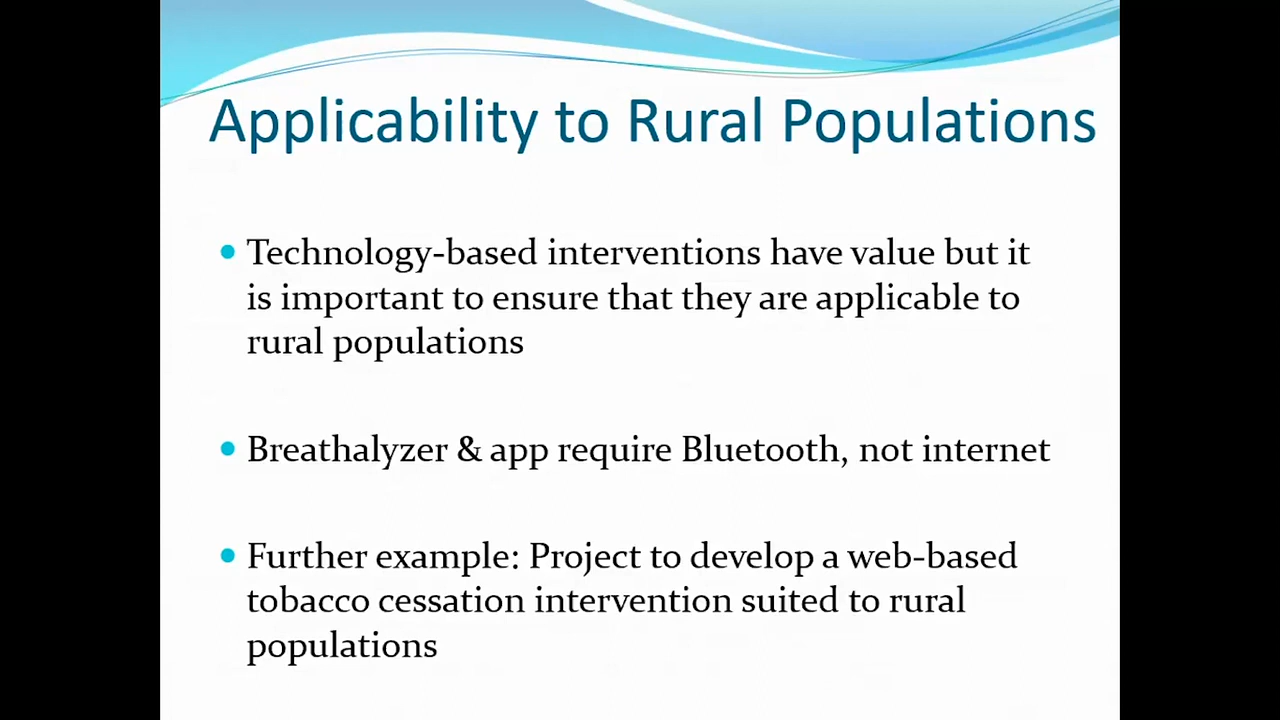 Applicability to Rural Populations
• Technology-based interventions have value but it
is important to ensure that they are applicable to
rural populations
• Breathalyzer & app require Bluetooth, not internet
• Further example: Project to develop a web-based
tobacco cessation intervention suited to rural
populations